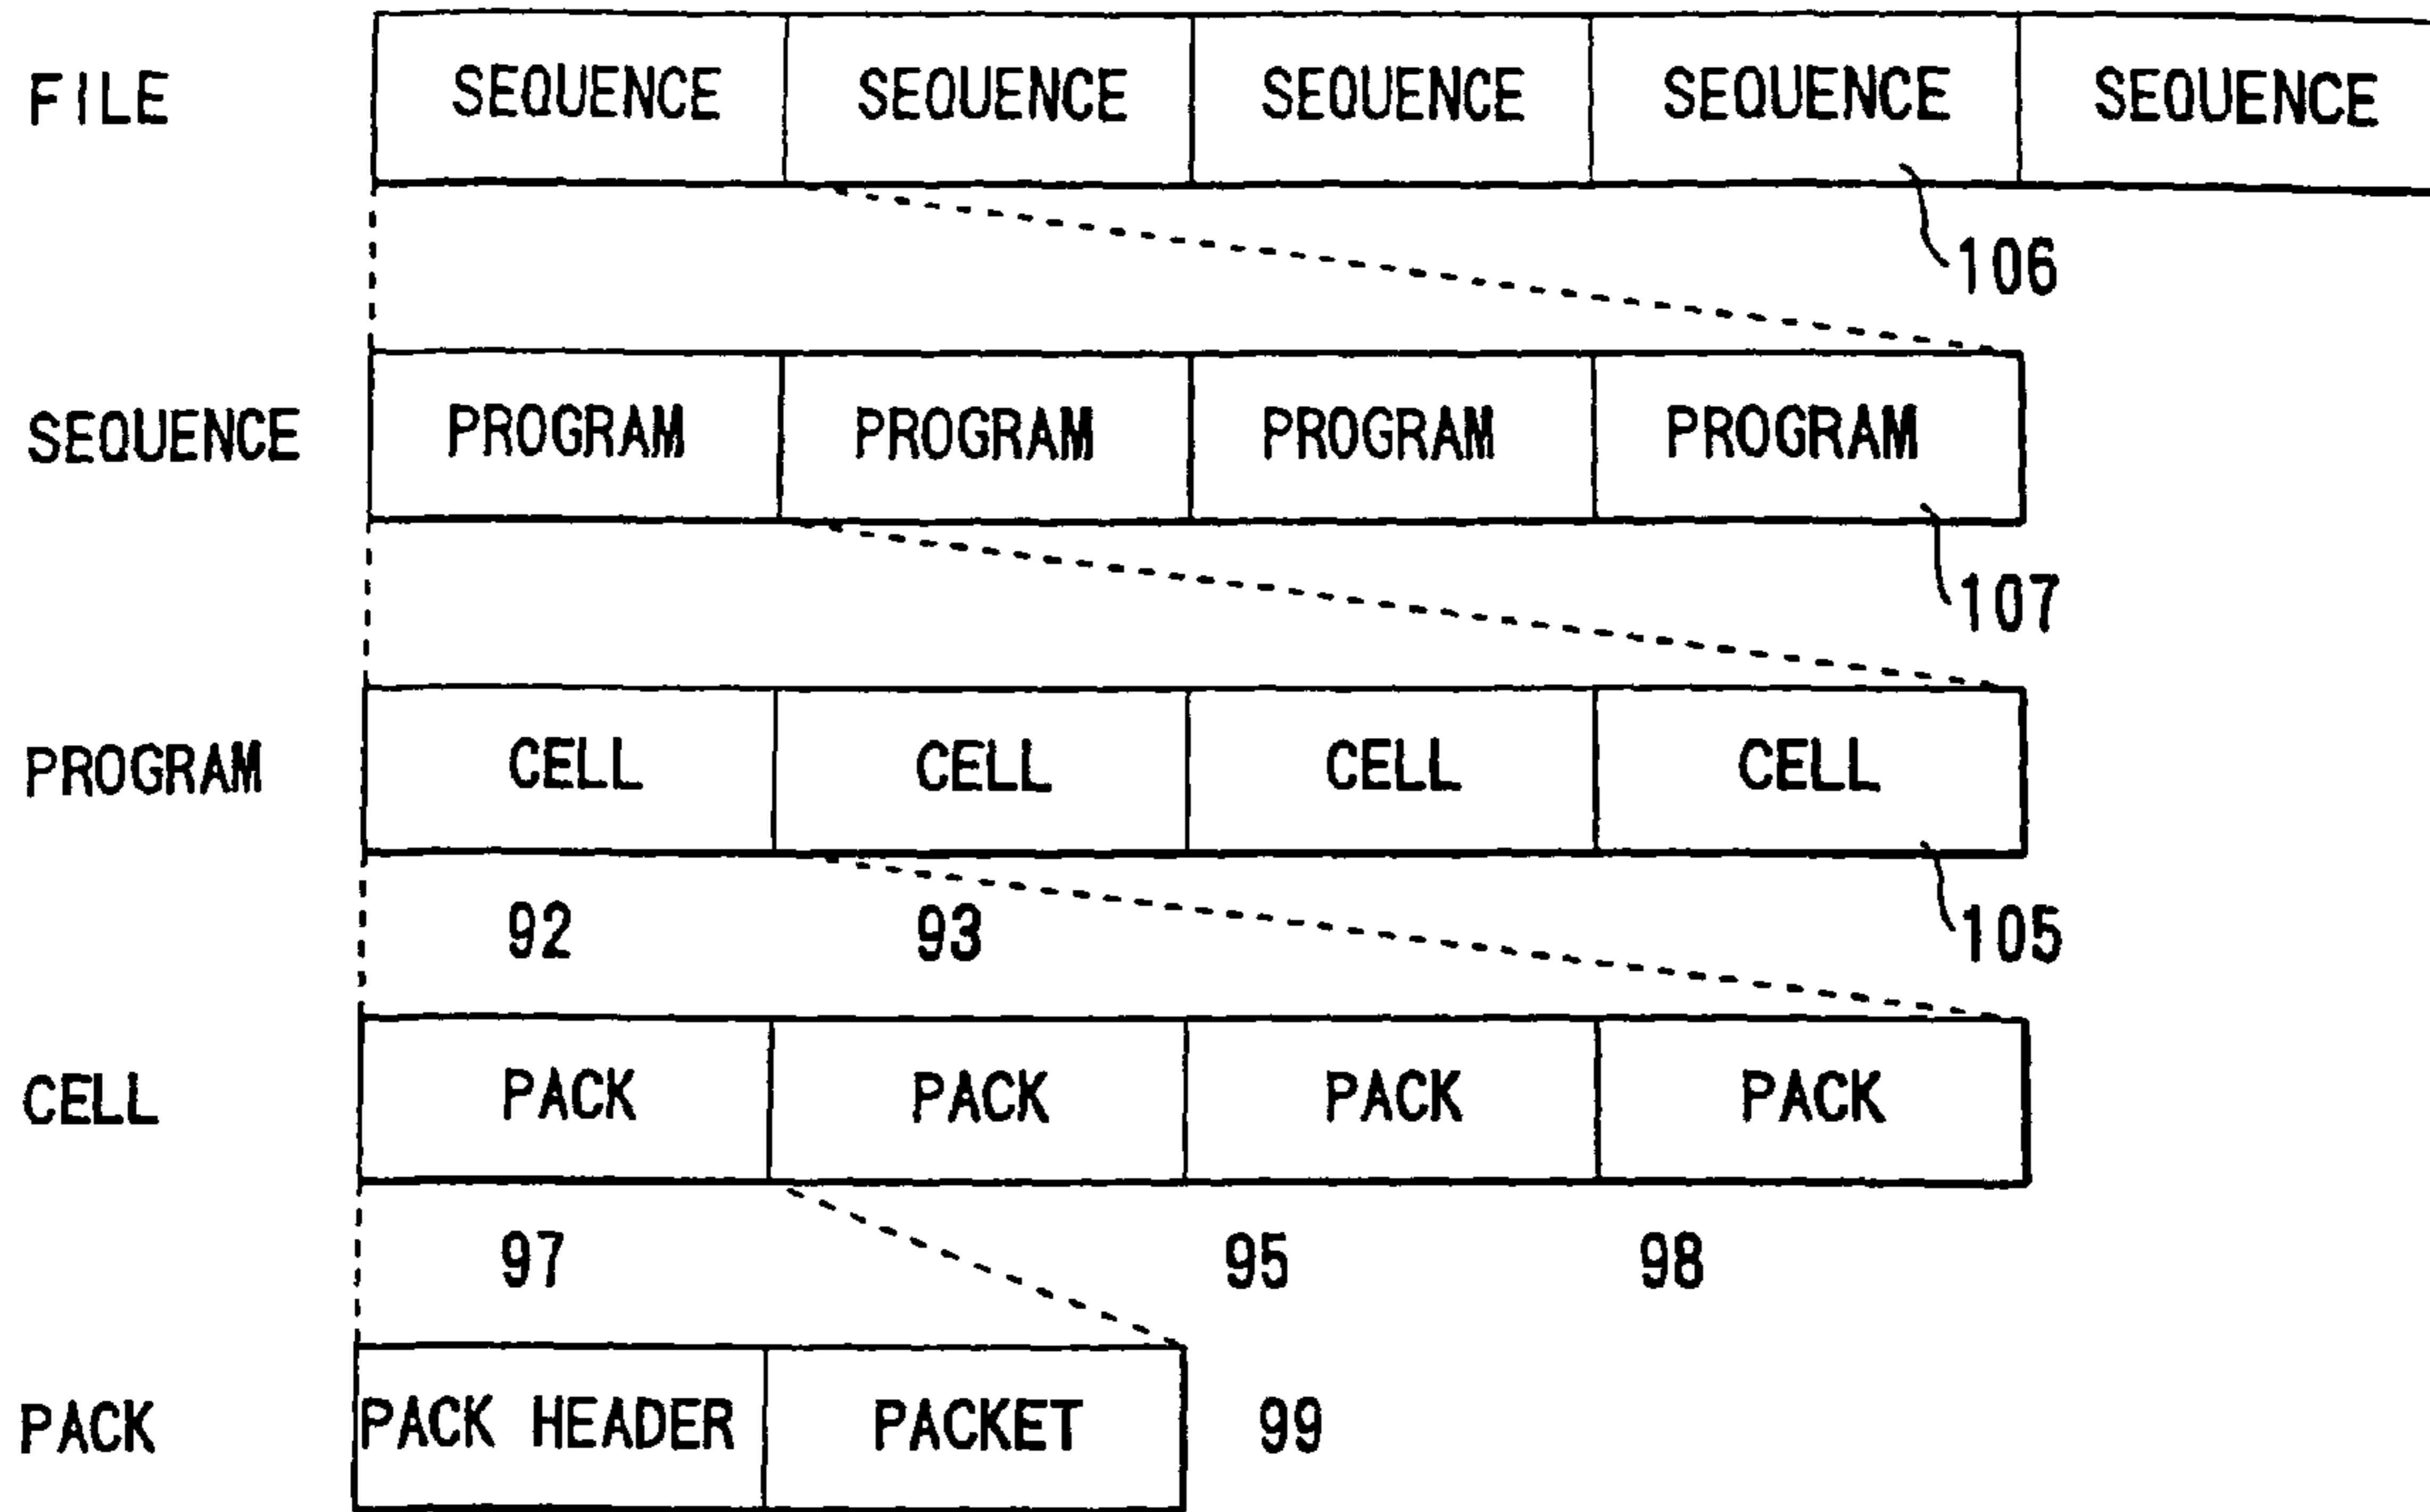 FILE SEQUENCE SEQUENCE SEQUENCE SEQUENCE SEQUENCE
106
SEQUENCE PROGRAM PROGRAM PROGRAM PROGRAM
107
PROGRAM CELL CELL CELL CELL
92 93 105
CELL PACK PACK PACK PACK
97 95 98
PACK PACK HEADER PACKET 99